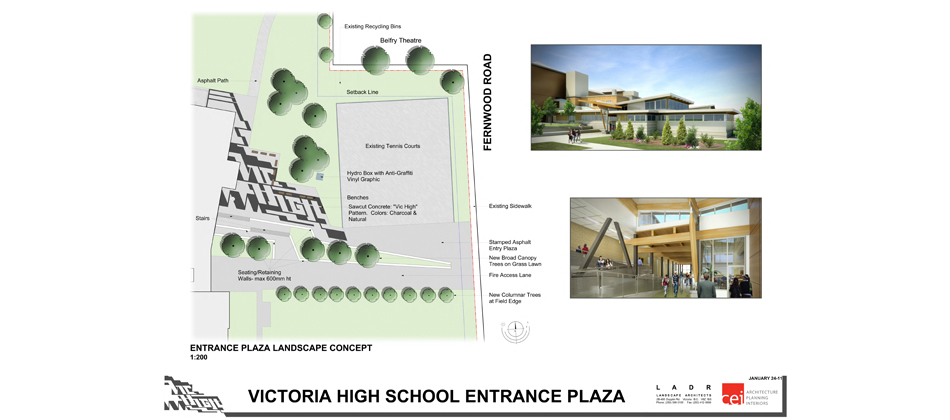 Existing Recycling Bins
Belfry Theatre
Asphalt Path
Setback Line
FERNWOOD ROAD
Existing Tennis Courts
Hydro Box with Anti-Graffiti
Vinyl Graphic
Benches
Sawcut Concrete: "Vic High"
Pattern. Colors: Charcoal &
Natural
Stairs
Existing Sidewalk
Stamped Asphalt
Entry Plaza
New Broad Canopy
Trees on Grass Lawn
Fire Access Lane
Seating/Retaining
Walls- max 600mm ht
New Columnar Trees
at Field Edge
ENTRANCE PLAZA LANDSCAPE CONCEPT
1:200
JANUARY 24-11
VIC HIGH
VICTORIA HIGH SCHOOL ENTRANCE PLAZA
L A D R
LANDSCAPE ARCHITECTS
cei
ARCHITECTURE
PLANNING
INTERIORS